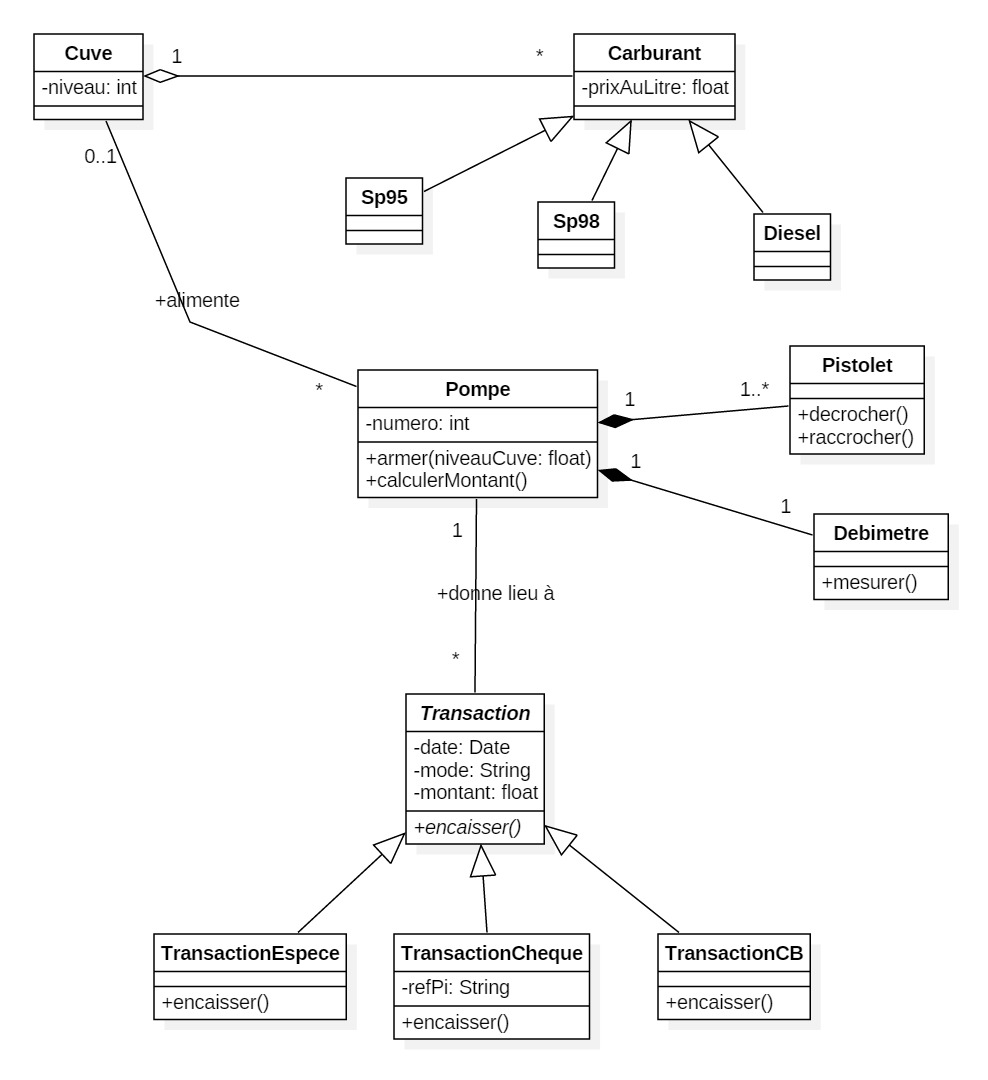 Cuve
-niveau: int
1
*
Carburant
-prixAuLitre: float
0..1
Sp95
Sp98
Diesel
+alimente
*
Pompe
-numero: int
+armer(niveauCuve: float)
+calculerMontant()
1
1..*
Pistolet
+decrocher()
+raccrocher()
1
1
Debimetre
+mesurer()
1
+donne lieu à
*
Transaction
-date: Date
-mode: String
-montant: float
+encaisser()
TransactionEspece
+encaisser()
TransactionCheque
-refPi: String
+encaisser()
TransactionCB
+encaisser()